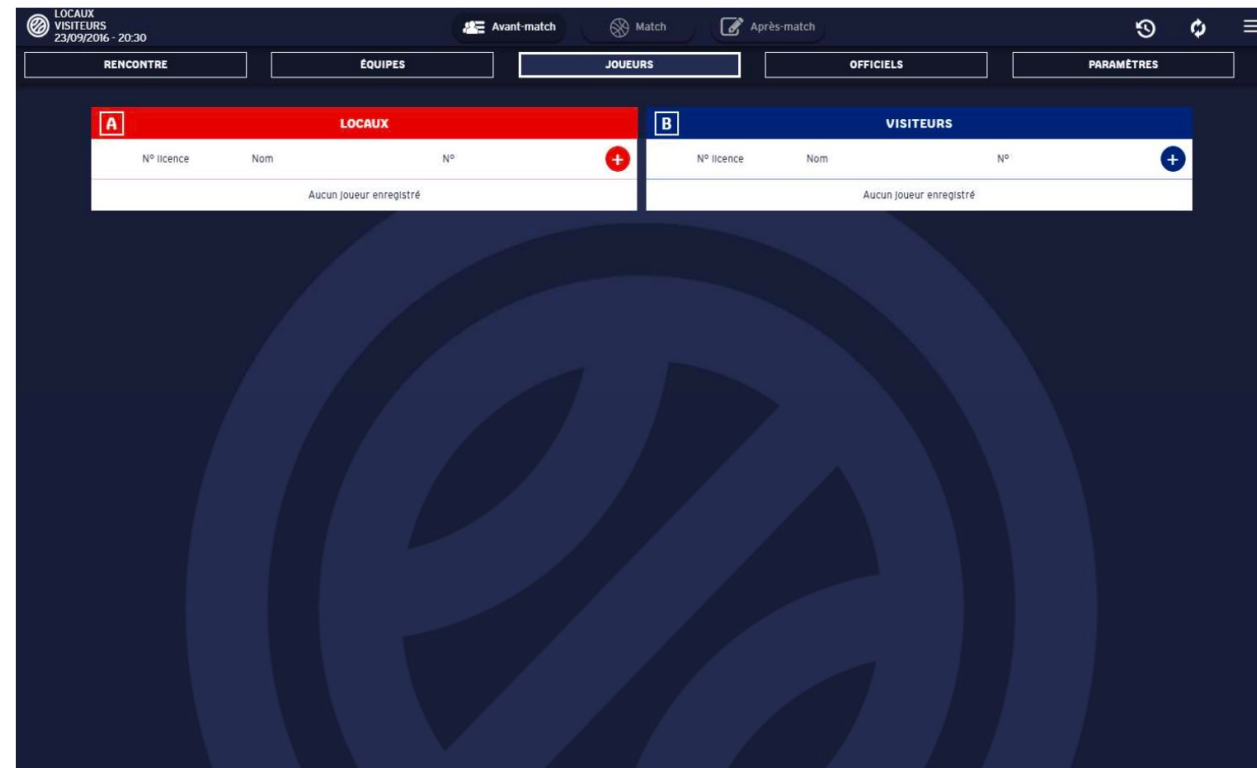 LOCAUX
VISITEURS
23/09/2016 - 20:30
Avant-match
Match
Après-match
RENCONTRE
ÉQUIPES
JOUEURS
OFFICIELS
PARAMÈTRES
A LOCAUX
N° licence Nom N° +
Aucun joueur enregistré
B VISITEURS
N° licence Nom N° +
Aucun joueur enregistré